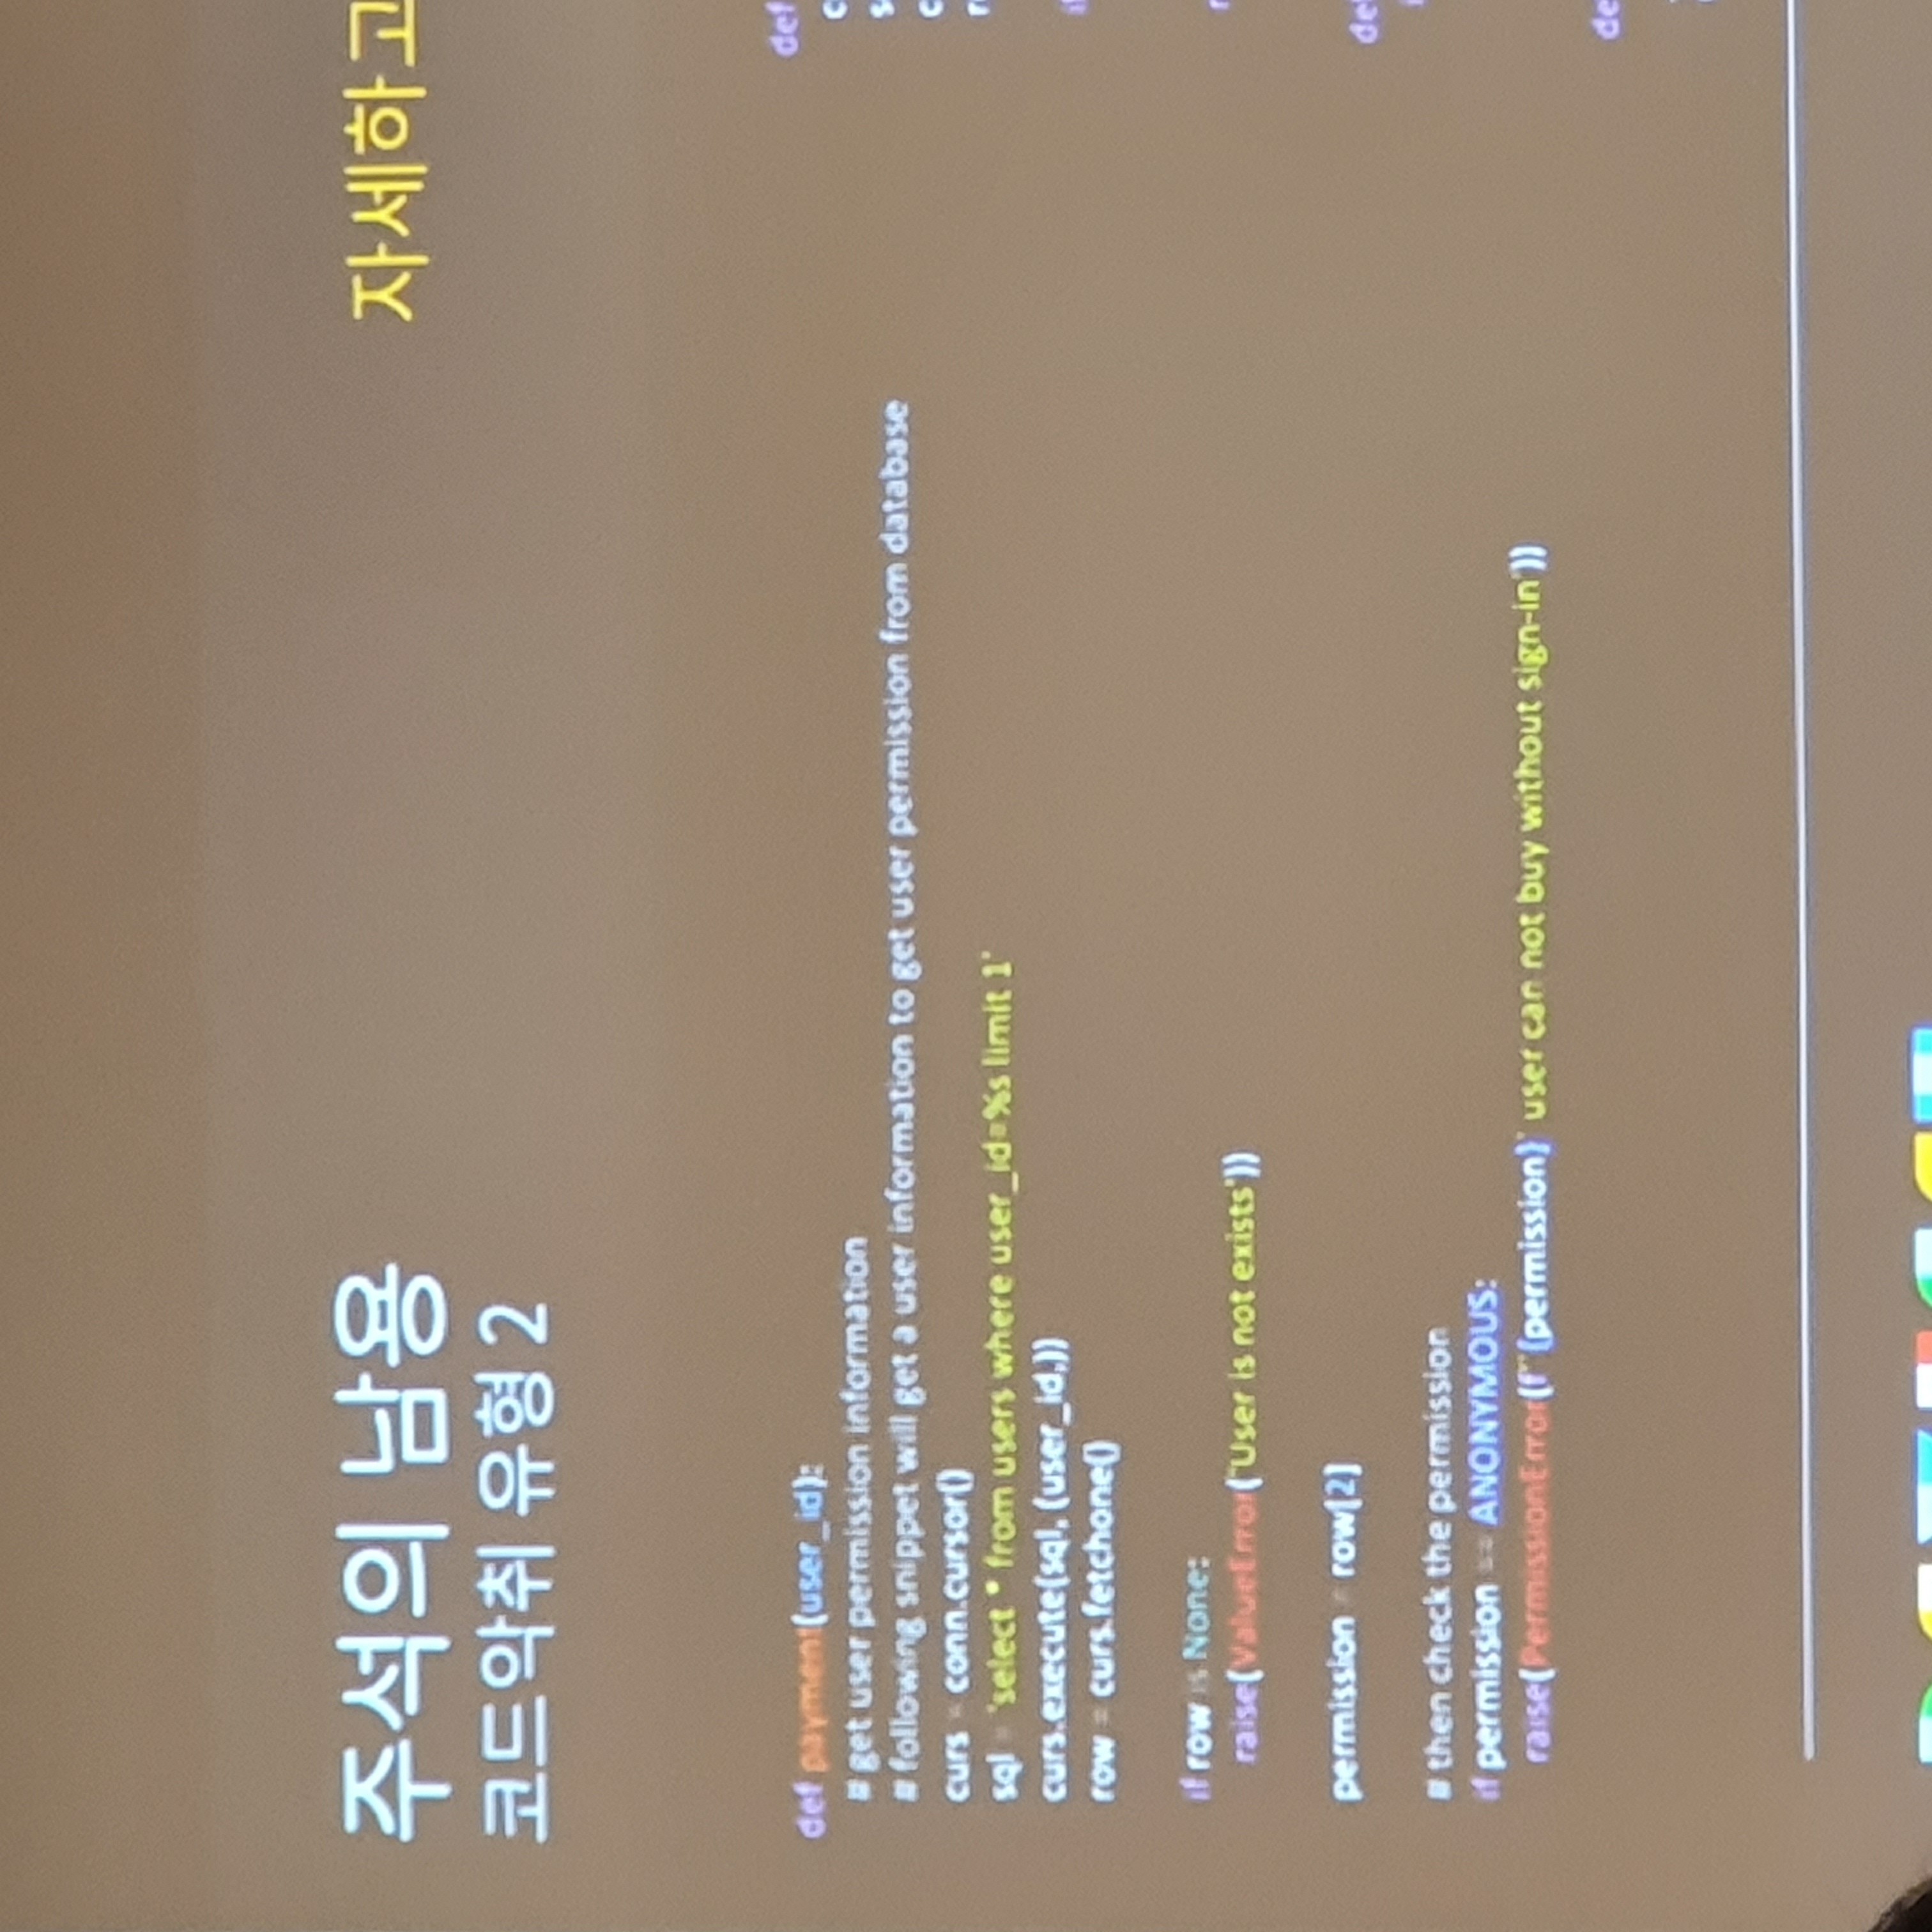 주석의 남용
코드악취 유형 2
자세하고
def payment(user_id):
# get user permission information
# following snippet will get a user information to get user permission from database
curs = conn.cursor()
sql = 'select * from users where user_id=%s limit 1'
curs.execute(sql, (user_id,))
row = curs.fetchone()
if row is None:
raise(ValueError('User is not exists'))
permission = row[2]
# then check the permission
if permission == ANONYMOUS:
raise(PermissionError(f"'{permission}' user can not buy without sign-in"))
def